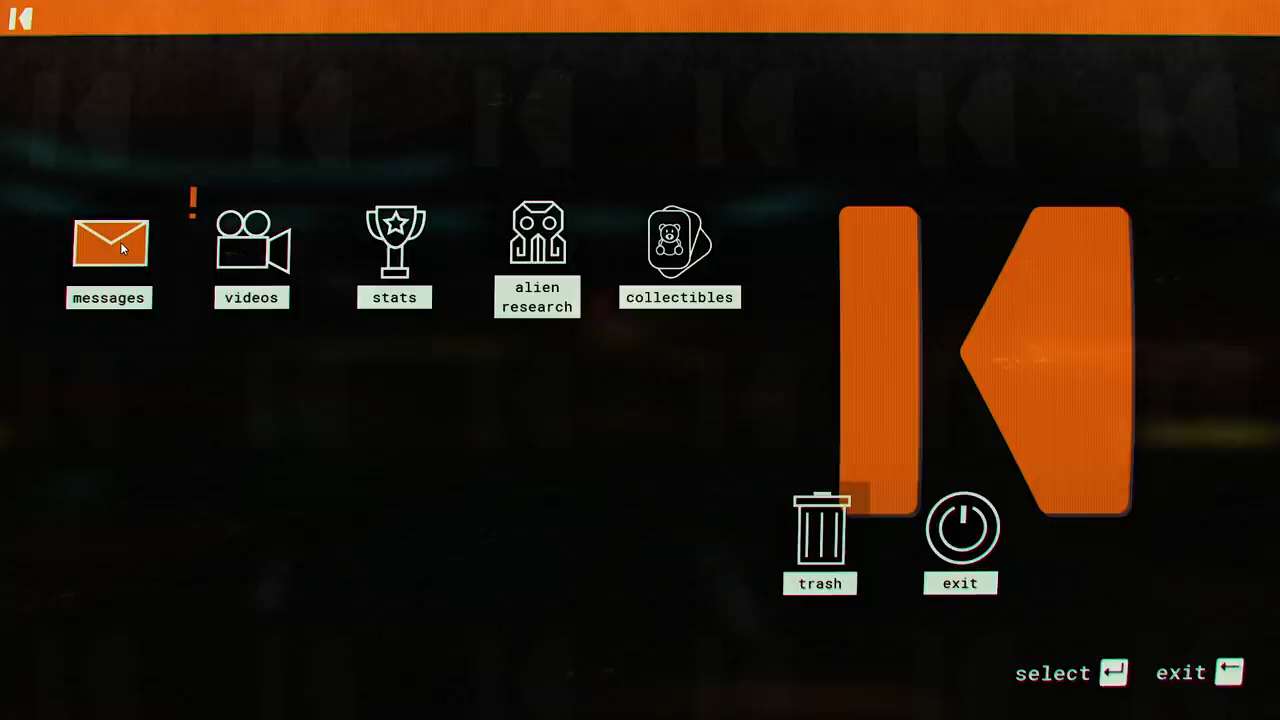 !
messages
videos
stats
alien
research
collectibles
trash
exit
select
exit